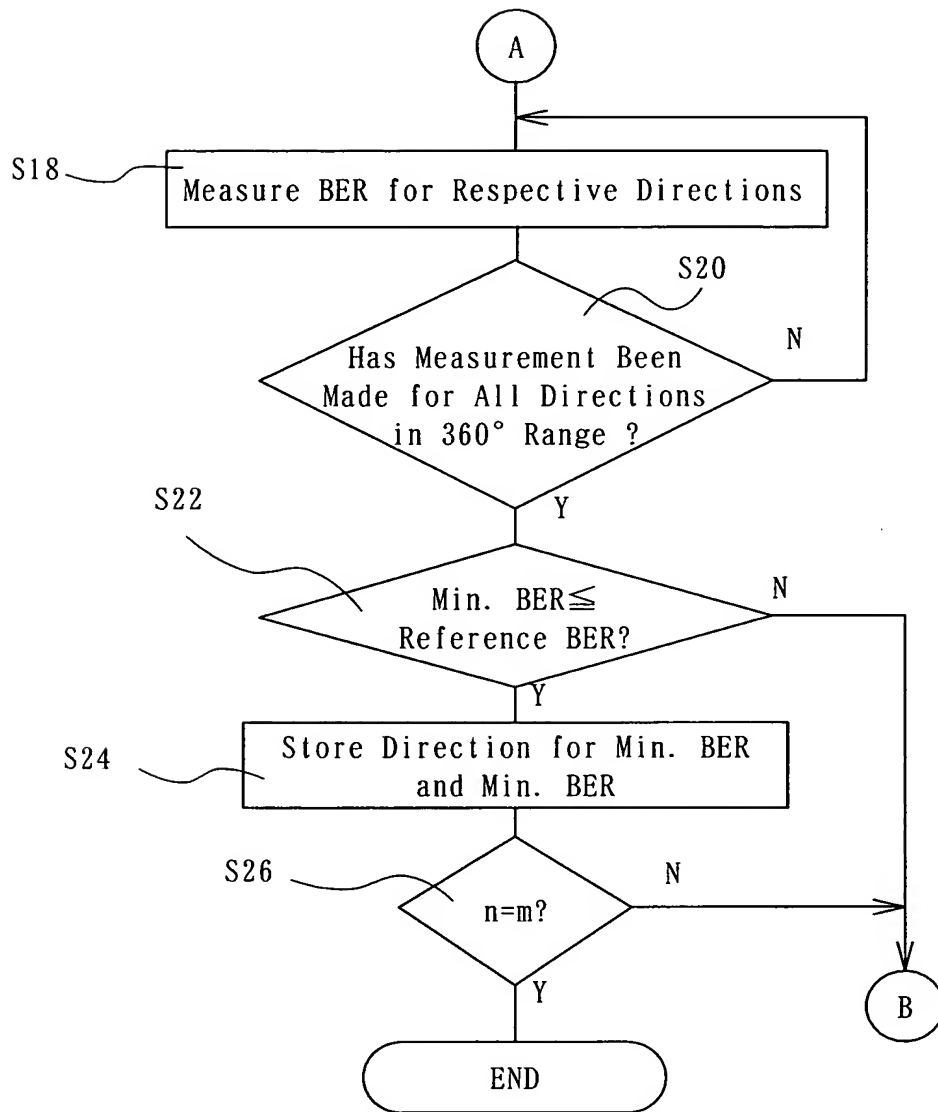 A
S18
Measure BER for Respective Directions
S20
N
Has Measurement Been
Made for All Directions
in 360° Range ?
Y
S22
N
Min. BER≦
Reference BER?
Y
S24
Store Direction for Min. BER
and Min. BER
S26
N
n=m?
Y
B
END